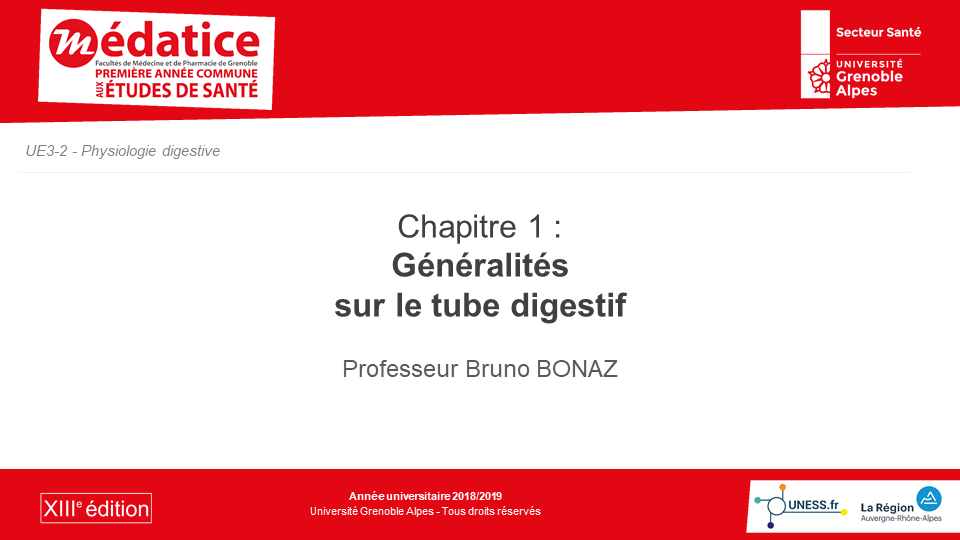 médatice
Facultés de Médecine et de Pharmacie de Grenoble
PREMIÈRE ANNÉE COMMUNE
AUX ÉTUDES DE SANTÉ
Secteur Santé
UNIVERSITÉ
Grenoble
Alpes
UE3-2 - Physiologie digestive
Chapitre 1 :
Généralités
sur le tube digestif
Professeur Bruno BONAZ
XIIIe édition
Année universitaire 2018/2019
Université Grenoble Alpes - Tous droits réservés
UNESS.fr
La Région
Auvergne-Rhône-Alpes